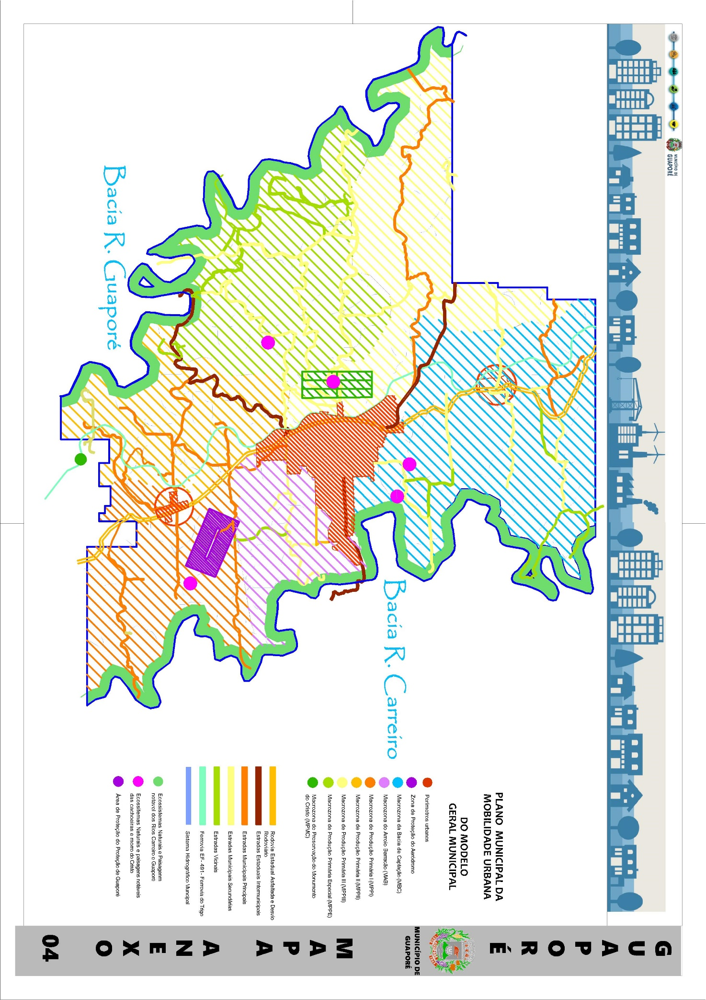 MUNICÍPIO DE
GUAPORÉ
Bacia R. Guaporé
Bacia R. Carreiro
PLANO MUNICIPAL DA
MOBILIDADE URBANA
DO MODELO
GERAL MUNICIPAL
Perímetros urbanos
Zona de Proteção do Aeródromo
Macrozona da Bacia de Captação (MBC)
Macrozona do Arroio Barracão (MAB)
Macrozona de Produção Primária I (MPPI)
Macrozona de Produção Primária II (MPPII)
Macrozona de Produção Primária III (MPPIII)
Macrozona de Produção Primária Especial (MPPE)
Macrozona de Preservação do Monumento
do Cristo (MPMC)
Rodovia Estadual Asfaltada e Desvio
Rodoviário
Estradas Estaduais Intermunicipais
Estradas Municipais Principais
Estradas Municipais Secundárias
Estradas Vicinais
Ferrovia EF- 491- Ferrovia do Trigo
Sistema Hidrográfico Municipal
Ecossistemas Naturais e Paisagem
notável dos Rios Carreiro e Guaporé
Ecossitemas Naturais e paisagens notáveis
das cachoeiras e morro do Cristo
Área de Proteção do Proteção de Guaporé
GUAPORÉ
MUNICÍPIO DE
GUAPORÉ
MAPA ANEXO 04